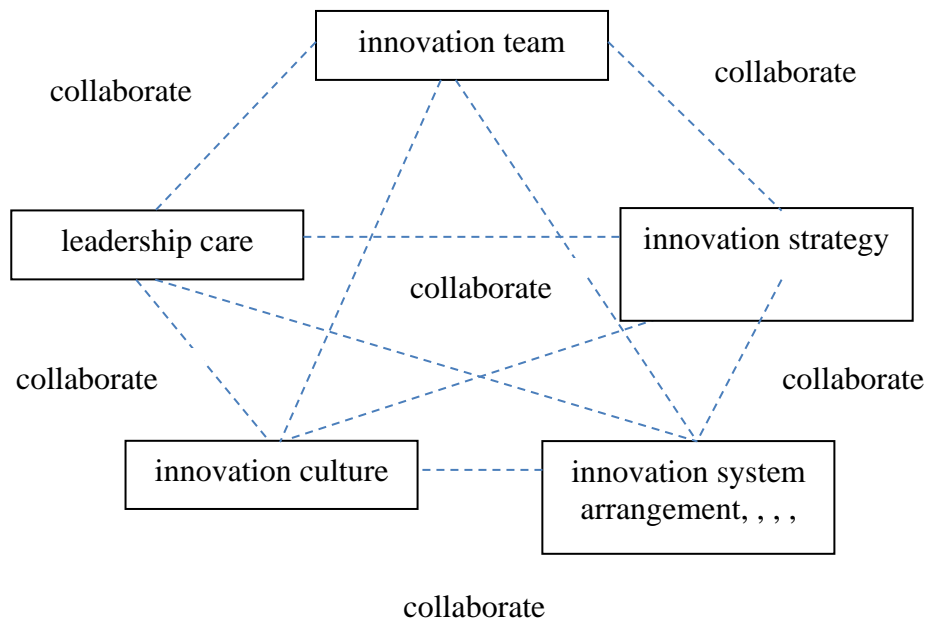 innovation team
collaborate
collaborate
leadership care
innovation strategy
collaborate
collaborate
collaborate
innovation culture
innovation system
arrangement, , , ,
collaborate